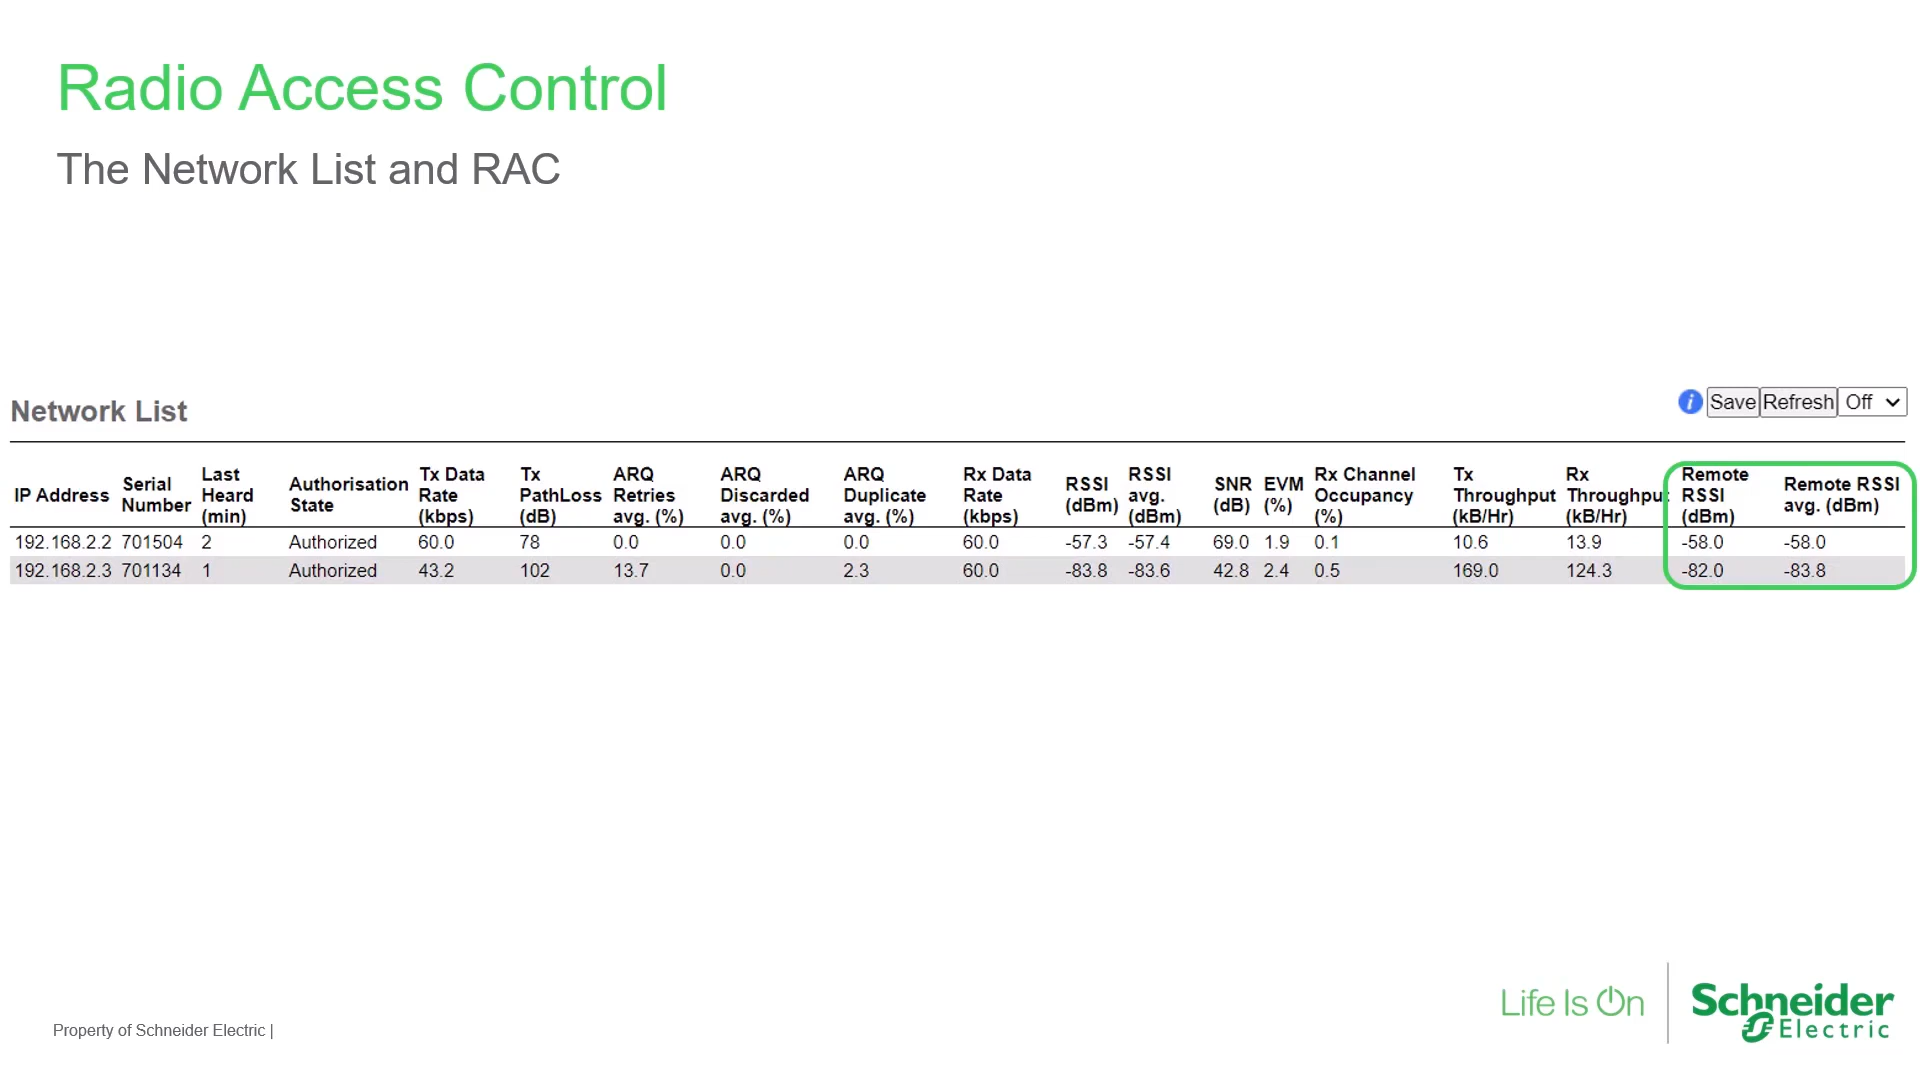 Radio Access Control
The Network List and RAC
Network List
i Save Refresh Off
IP Address Serial Number Last Heard (min) Authorisation State Tx Data Rate (kbps) Tx PathLoss (dB) ARQ Retries avg. (%) ARQ Discarded avg. (%) ARQ Duplicate avg. (%) Rx Data Rate (kbps) RSSI (dBm) RSSI avg. (dBm) SNR (dB) EVM (%) Rx Channel Occupancy (%) Tx Throughput (kB/Hr) Rx Throughput (kB/Hr) Remote RSSI (dBm) Remote RSSI avg. (dBm)
192.168.2.2 701504 2 Authorized 60.0 78 0.0 0.0 0.0 60.0 -57.3 -57.4 69.0 1.9 0.1 10.6 13.9 -58.0 -58.0
192.168.2.3 701134 1 Authorized 43.2 102 13.7 0.0 2.3 60.0 -83.8 -83.6 42.8 2.4 0.5 169.0 124.3 -82.0 -83.8
Life Is On
Schneider
Electric
Property of Schneider Electric |